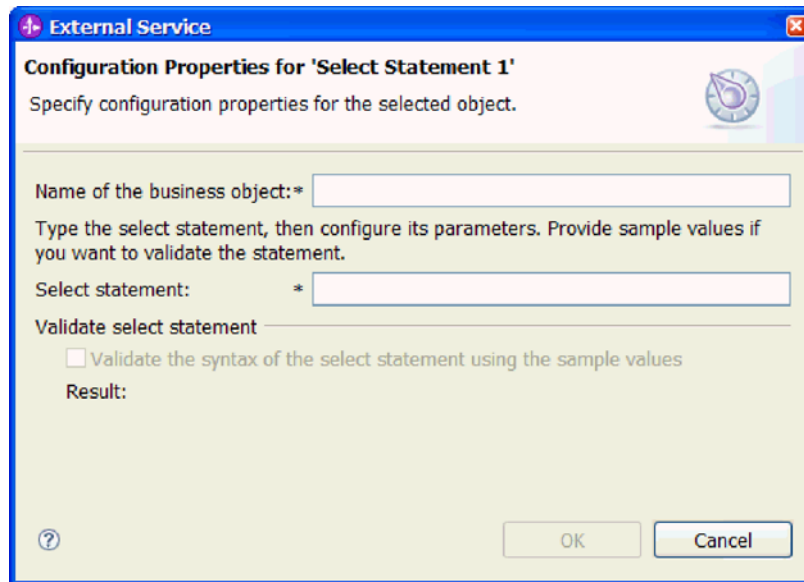 External Service
Configuration Properties for 'Select Statement 1'
Specify configuration properties for the selected object.
Name of the business object:*
Type the select statement, then configure its parameters. Provide sample values if
you want to validate the statement.
Select statement: *
Validate select statement
Validate the syntax of the select statement using the sample values
Result:
? OK Cancel